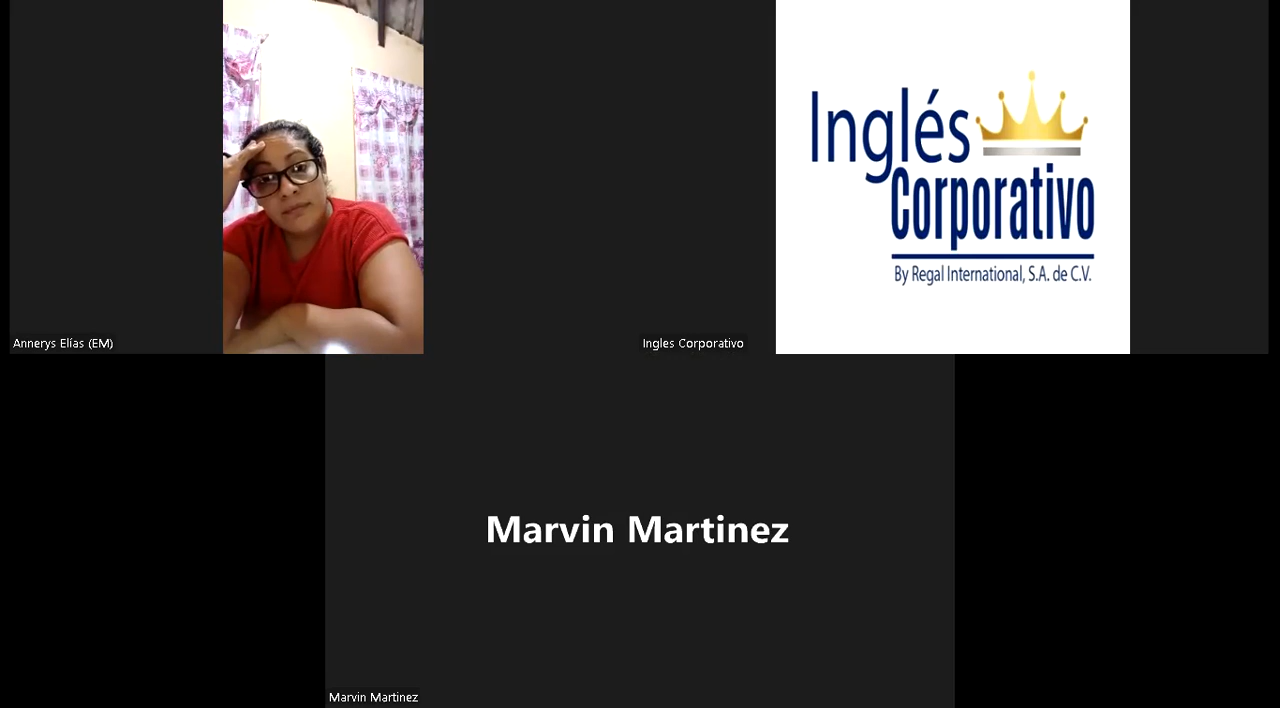 Inglés
Corporativo
By Regal International, S.A. de C.V.
Annerys Elías (EM)
Ingles Corporativo
Marvin Martinez
Marvin Martinez